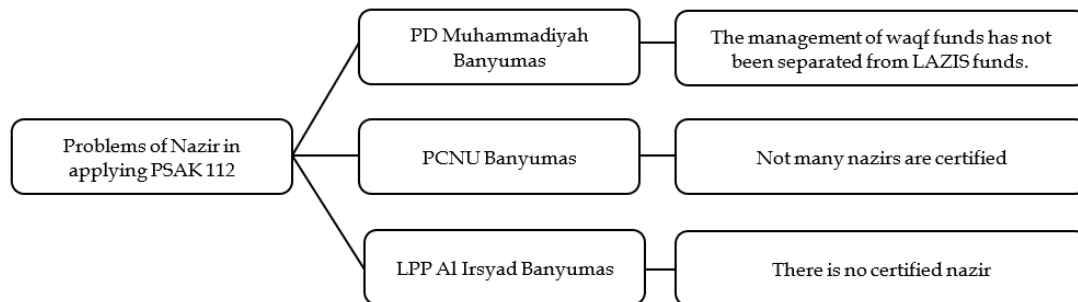 PD Muhammadiyah
Banyumas
The management of waqf funds has not
been separated from LAZIS funds.
Problems of Nazir in
applying PSAK 112
PCNU Banyumas
Not many nazirs are certified
LPP Al Irsyad Banyumas
There is no certified nazir